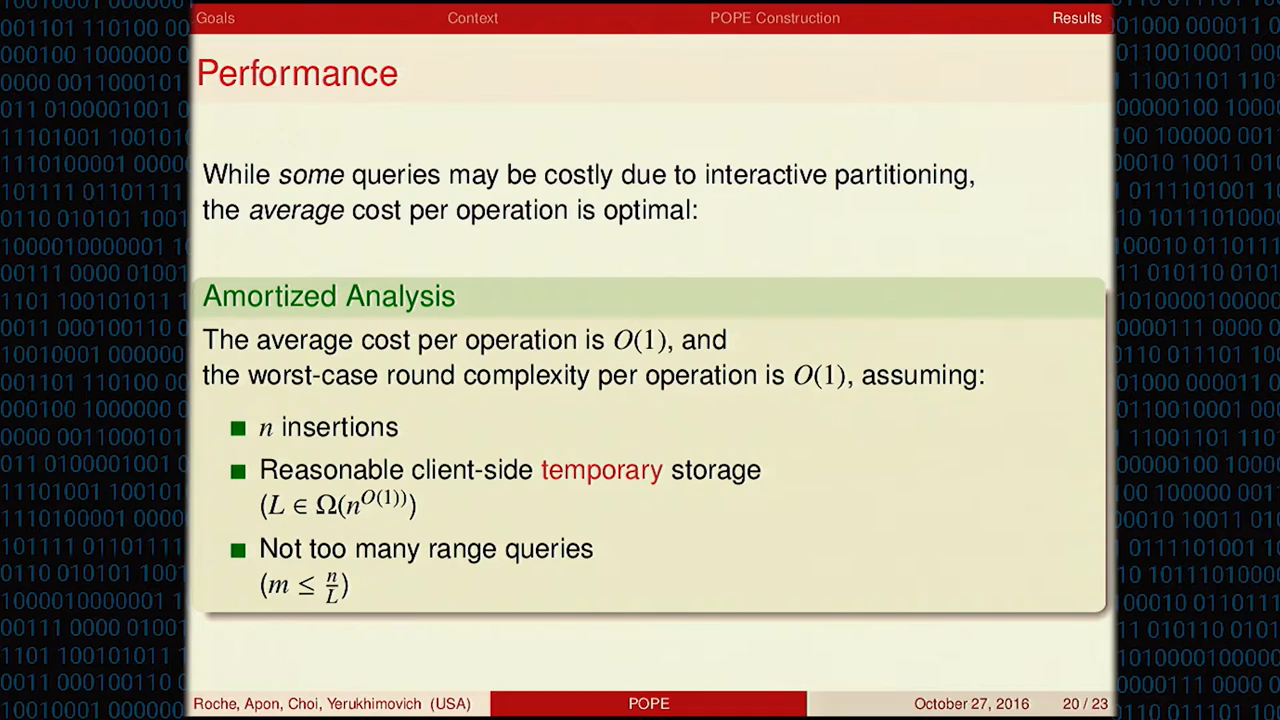 Goals Context POPE Construction Results
Performance
While some queries may be costly due to interactive partitioning,
the average cost per operation is optimal:
Amortized Analysis
The average cost per operation is O(1), and
the worst-case round complexity per operation is O(1), assuming:
n insertions
Reasonable client-side temporary storage
(L ∈ Ω(n^{O(1)}))
Not too many range queries
(m ≤ n/L)
Roche, Apon, Choi, Yerukhimovich (USA) POPE October 27, 2016 20 / 23